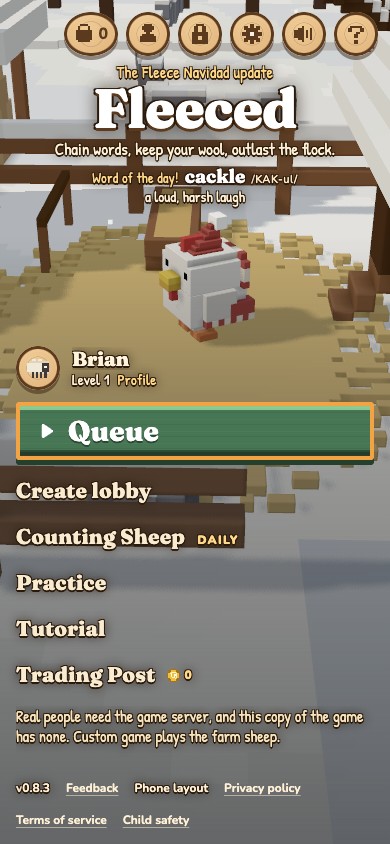 0
The Fleece Navidad update
Fleeced
Chain words, keep your wool, outlast the flock.
Word of the day! cackle /KAK-ul/
a loud, harsh laugh
Brian
Level 1 Profile
Queue
Create lobby
Counting Sheep DAILY
Practice
Tutorial
Trading Post 0
Real people need the game server, and this copy of the game
has none. Custom game plays the farm sheep.
v0.8.3 Feedback Phone layout Privacy policy
Terms of service Child safety